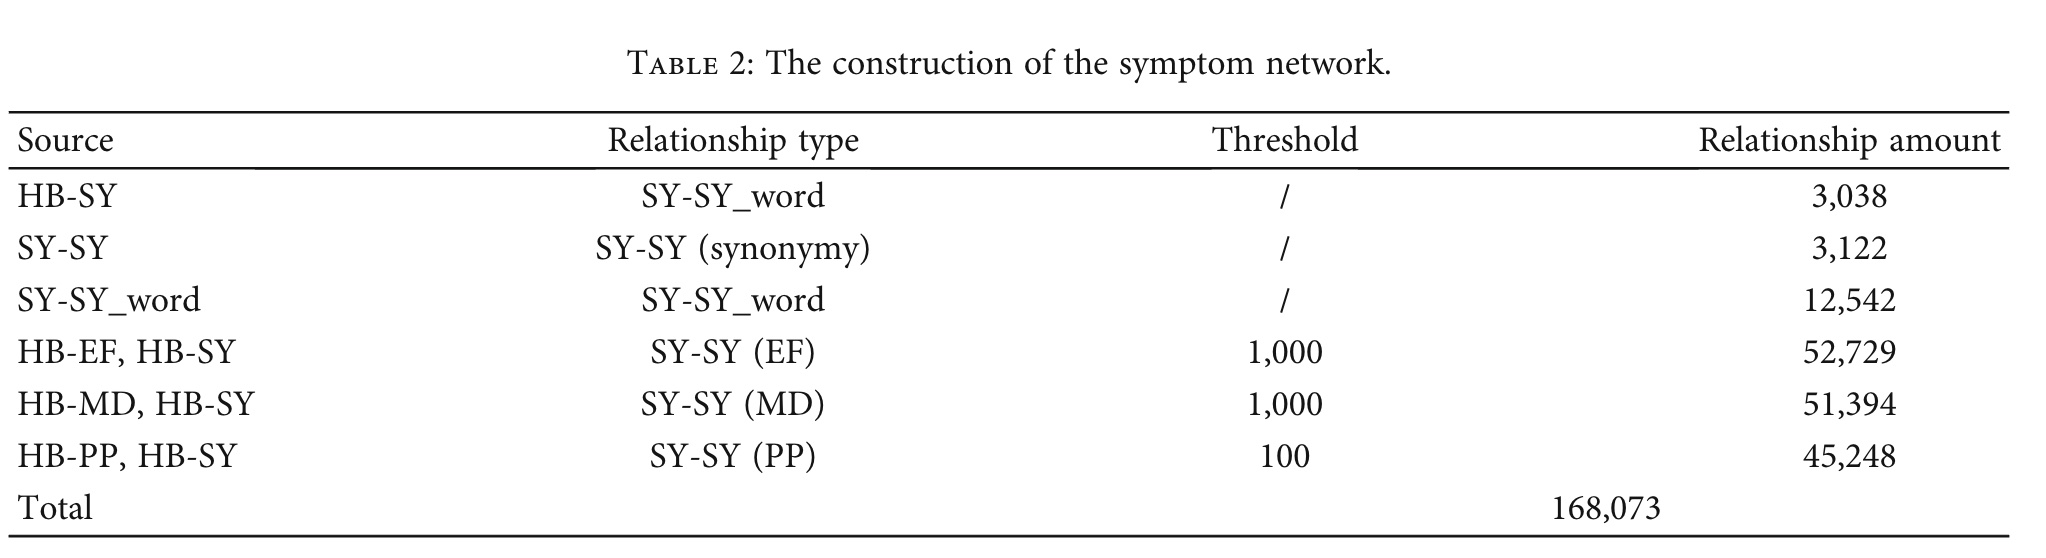 TABLE 2: The construction of the symptom network.
Source Relationship type Threshold Relationship amount
HB-SY SY-SY_word / 3,038
SY-SY SY-SY (synonymy) / 3,122
SY-SY_word SY-SY_word / 12,542
HB-EF, HB-SY SY-SY (EF) 1,000 52,729
HB-MD, HB-SY SY-SY (MD) 1,000 51,394
HB-PP, HB-SY SY-SY (PP) 100 45,248
Total 168,073